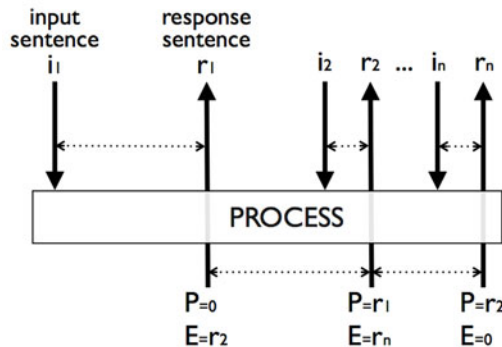 input sentence
i1
response sentence
r1
i2 r2 ... in rn
PROCESS
P=0 P=r1 P=r2
E=r2 E=rn E=0